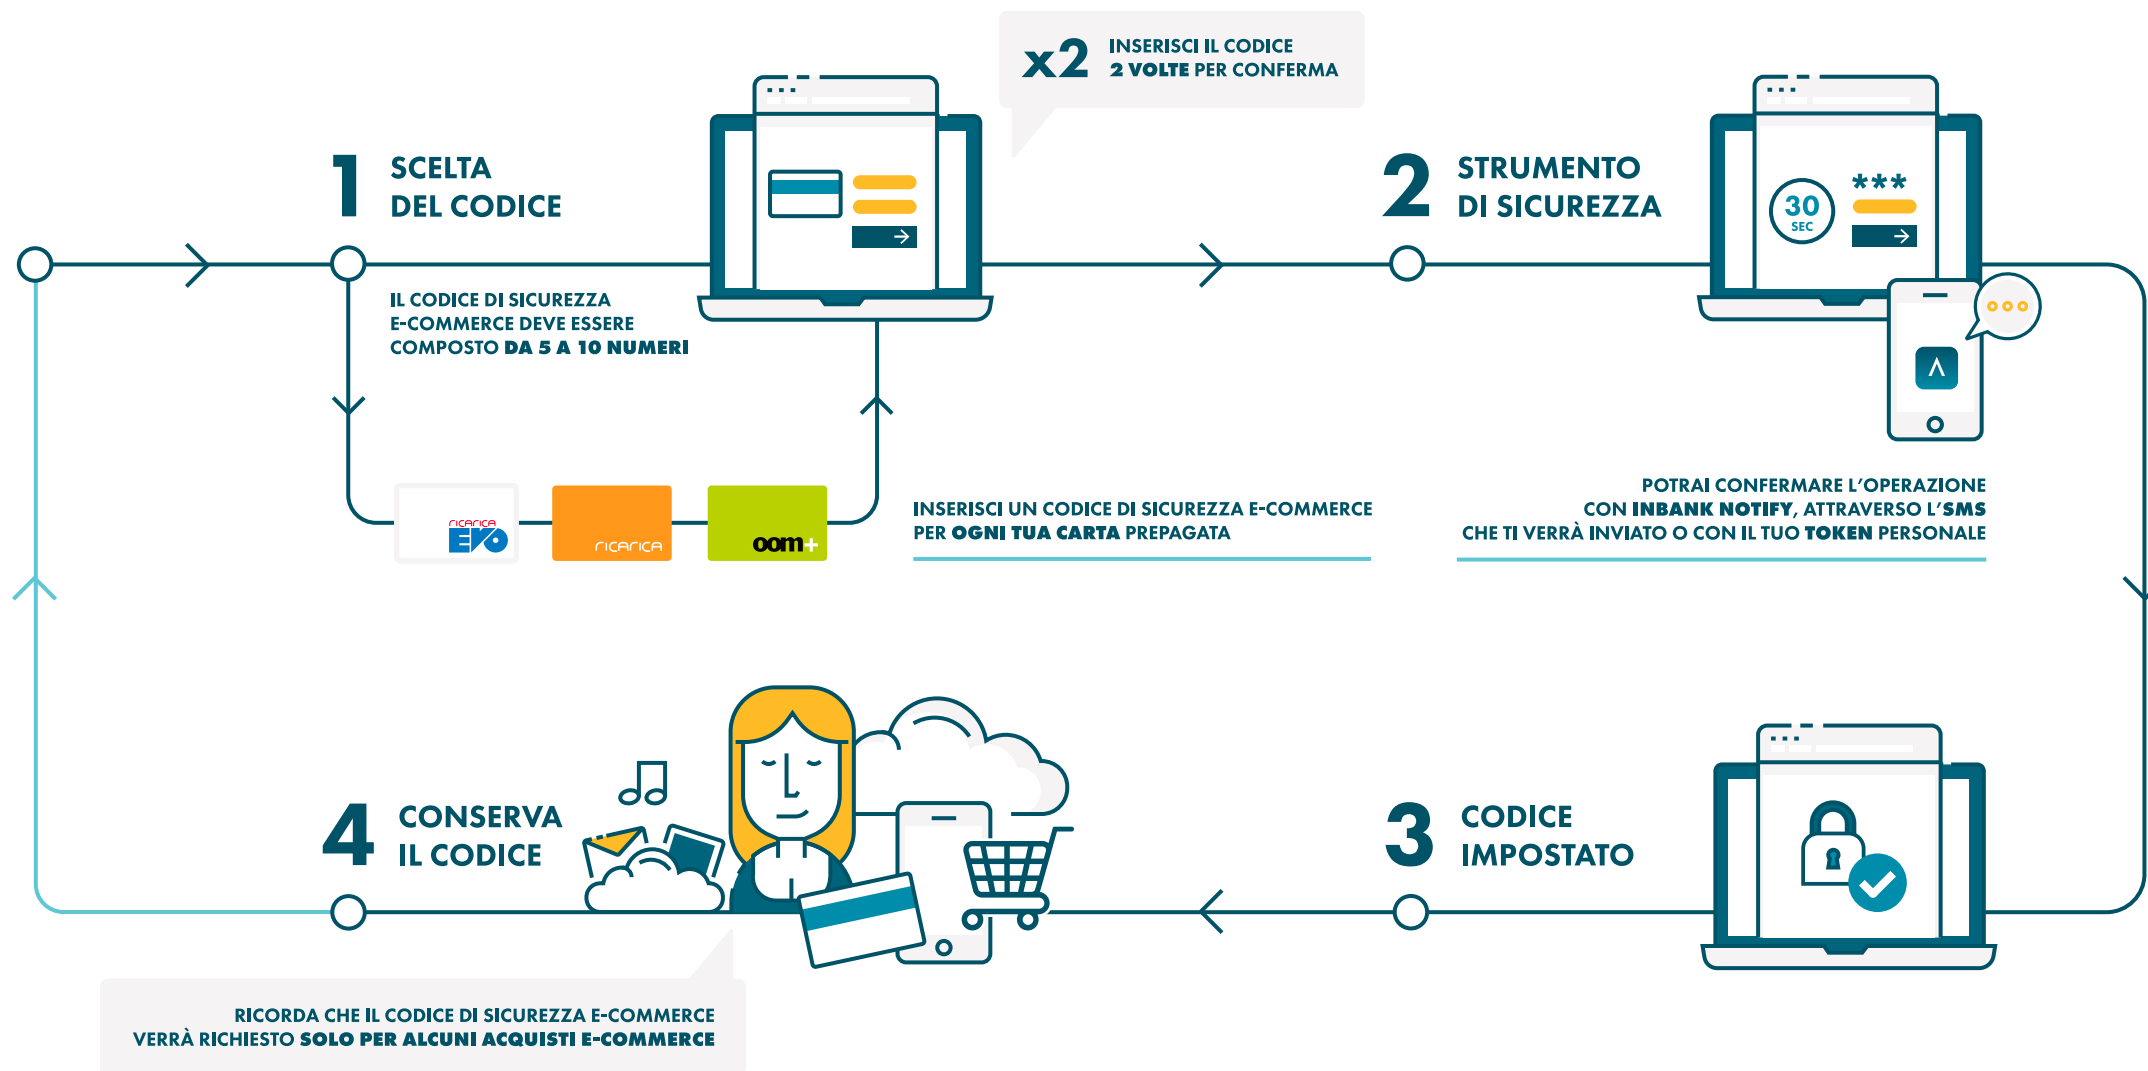 x2
INSERISCI IL CODICE
2 VOLTE PER CONFERMA
1
SCELTA
DEL CODICE
IL CODICE DI SICUREZZA
E-COMMERCE DEVE ESSERE
COMPOSTO DA 5 A 10 NUMERI
ricarica
EVO
ricarica
oom+
INSERISCI UN CODICE DI SICUREZZA E-COMMERCE
PER OGNI TUA CARTA PREPAGATA
2
STRUMENTO
DI SICUREZZA
30
SEC
***
POTRAI CONFERMARE L'OPERAZIONE
CON INBANK NOTIFY, ATTRAVERSO L'SMS
CHE TI VERRÀ INVIATO O CON IL TUO TOKEN PERSONALE
3
CODICE
IMPOSTATO
4
CONSERVA
IL CODICE
RICORDA CHE IL CODICE DI SICUREZZA E-COMMERCE
VERRÀ RICHIESTO SOLO PER ALCUNI ACQUISTI E-COMMERCE